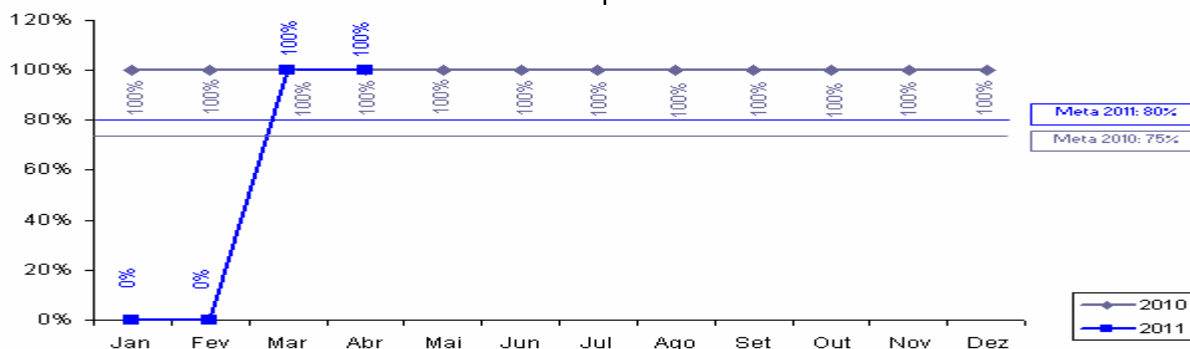 120%
100%
80%
60%
40%
20%
0%
100% 100%
100% 100% 100% 100% 100% 100% 100% 100% 100% 100% 100% 100%
Meta 2011: 80%
Meta 2010: 75%
0% 0%
2010
2011
Jan Fev Mar Abr Mai Jun Jul Ago Set Out Nov Dez